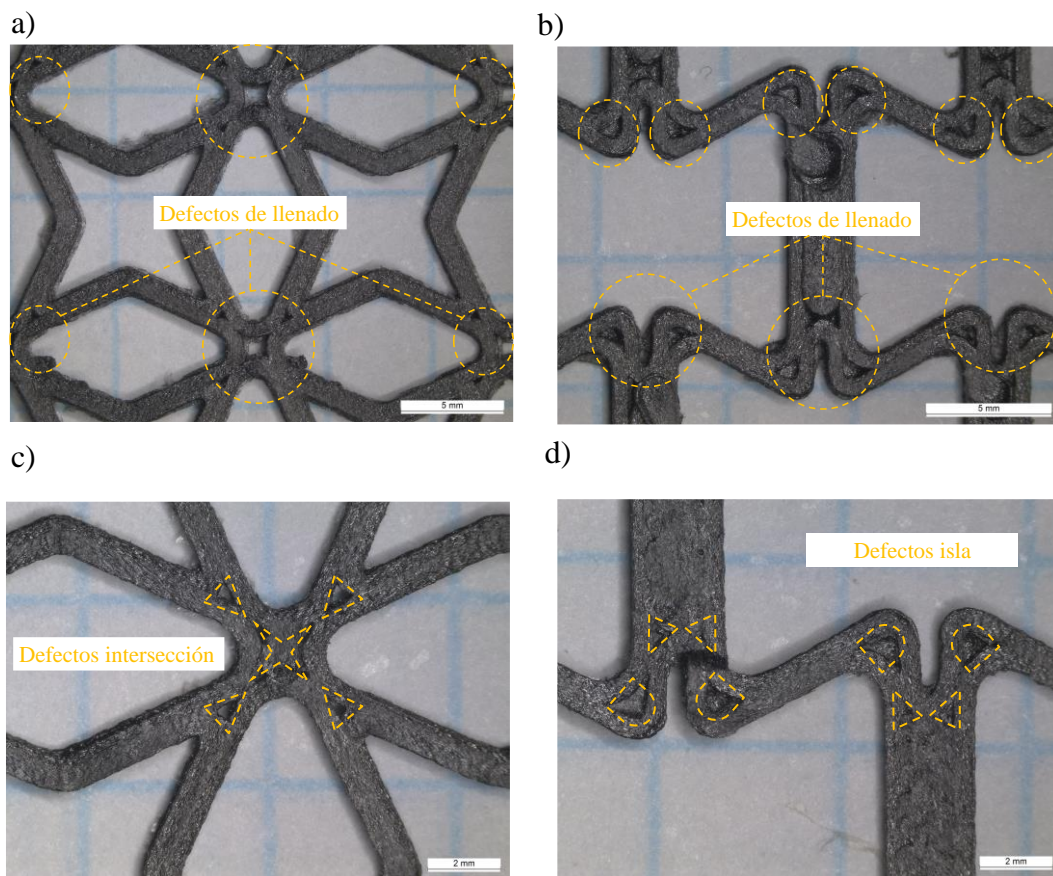 a)
b)
Defectos de llenado
Defectos de llenado
5 mm
5 mm
c)
d)
Defectos isla
Defectos intersección
2 mm
2 mm